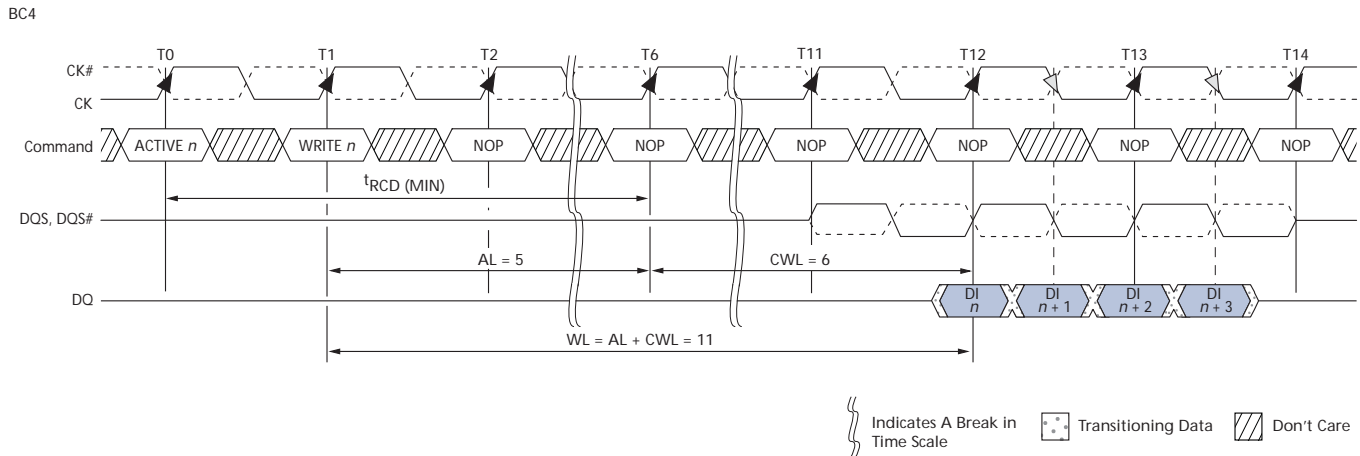 BC4
T0 T1 T2 T6 T11 T12 T13 T14
CK#
CK
Command ACTIVE n WRITE n NOP NOP NOP NOP NOP NOP
tRCD (MIN)
DQS, DQS#
AL = 5 CWL = 6
DQ DI n DI n + 1 DI n + 2 DI n + 3
WL = AL + CWL = 11
Indicates A Break in Time Scale
Transitioning Data
Don't Care